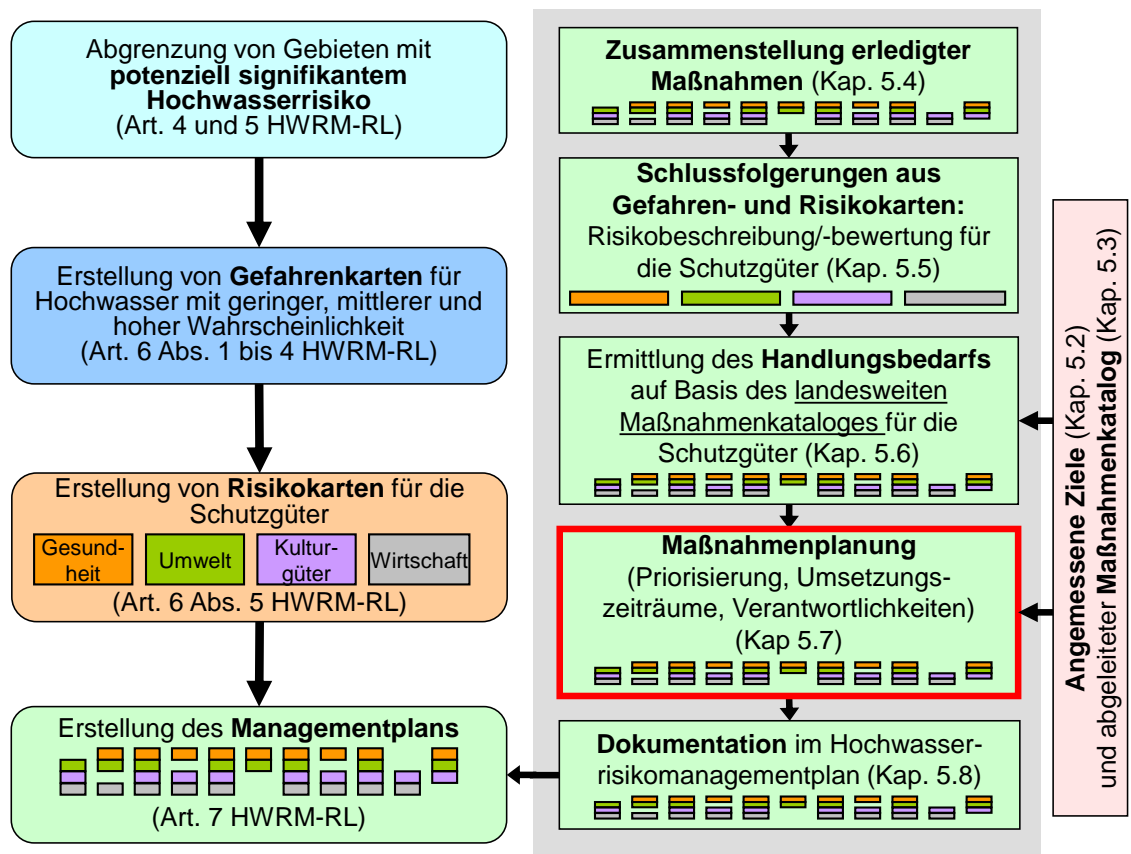 Abgrenzung von Gebieten mit
potenziell signifikantem
Hochwasserrisiko
(Art. 4 und 5 HWRM-RL)
Erstellung von Gefahrenkarten für
Hochwasser mit geringer, mittlerer und
hoher Wahrscheinlichkeit
(Art. 6 Abs. 1 bis 4 HWRM-RL)
Erstellung von Risikokarten für die
Schutzgüter
Gesund-
heit
Umwelt
Kultur-
güter
Wirtschaft
(Art. 6 Abs. 5 HWRM-RL)
Erstellung des Managementplans
(Art. 7 HWRM-RL)
Zusammenstellung erledigter
Maßnahmen (Kap. 5.4)
Schlussfolgerungen aus
Gefahren- und Risikokarten:
Risikobeschreibung/-bewertung für
die Schutzgüter (Kap. 5.5)
Ermittlung des Handlungsbedarfs
auf Basis des landesweiten
Maßnahmenkataloges für die
Schutzgüter (Kap. 5.6)
Maßnahmenplanung
(Priorisierung, Umsetzungs-
zeiträume, Verantwortlichkeiten)
(Kap 5.7)
Dokumentation im Hochwasser-
risikomanagementplan (Kap. 5.8)
Angemessene Ziele (Kap. 5.2)
und abgeleiteter Maßnahmenkatalog (Kap. 5.3)